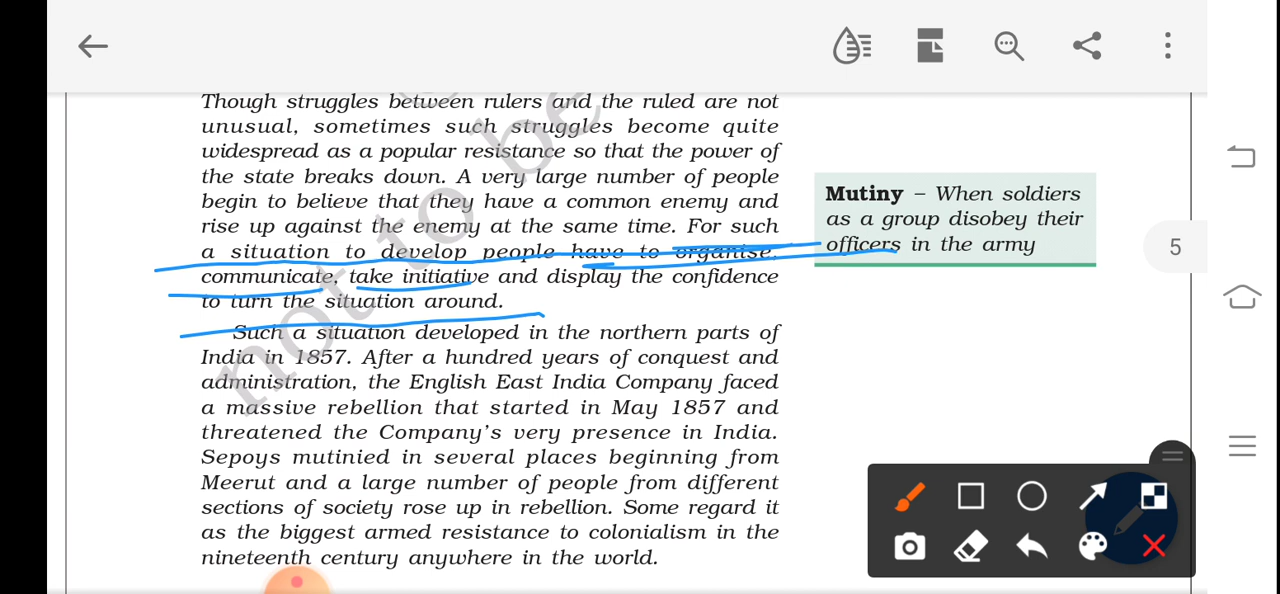 Though struggles between rulers and the ruled are not
unusual, sometimes such struggles become quite
widespread as a popular resistance so that the power of
the state breaks down. A very large number of people
begin to believe that they have a common enemy and
rise up against the enemy at the same time. For such
a situation to develop people have to organise,
communicate, take initiative and display the confidence
to turn the situation around.
Such a situation developed in the northern parts of
India in 1857. After a hundred years of conquest and
administration, the English East India Company faced
a massive rebellion that started in May 1857 and
threatened the Company's very presence in India.
Sepoys mutinied in several places beginning from
Meerut and a large number of people from different
sections of society rose up in rebellion. Some regard it
as the biggest armed resistance to colonialism in the
nineteenth century anywhere in the world.
Mutiny – When soldiers
as a group disobey their
officers in the army
5
not to be